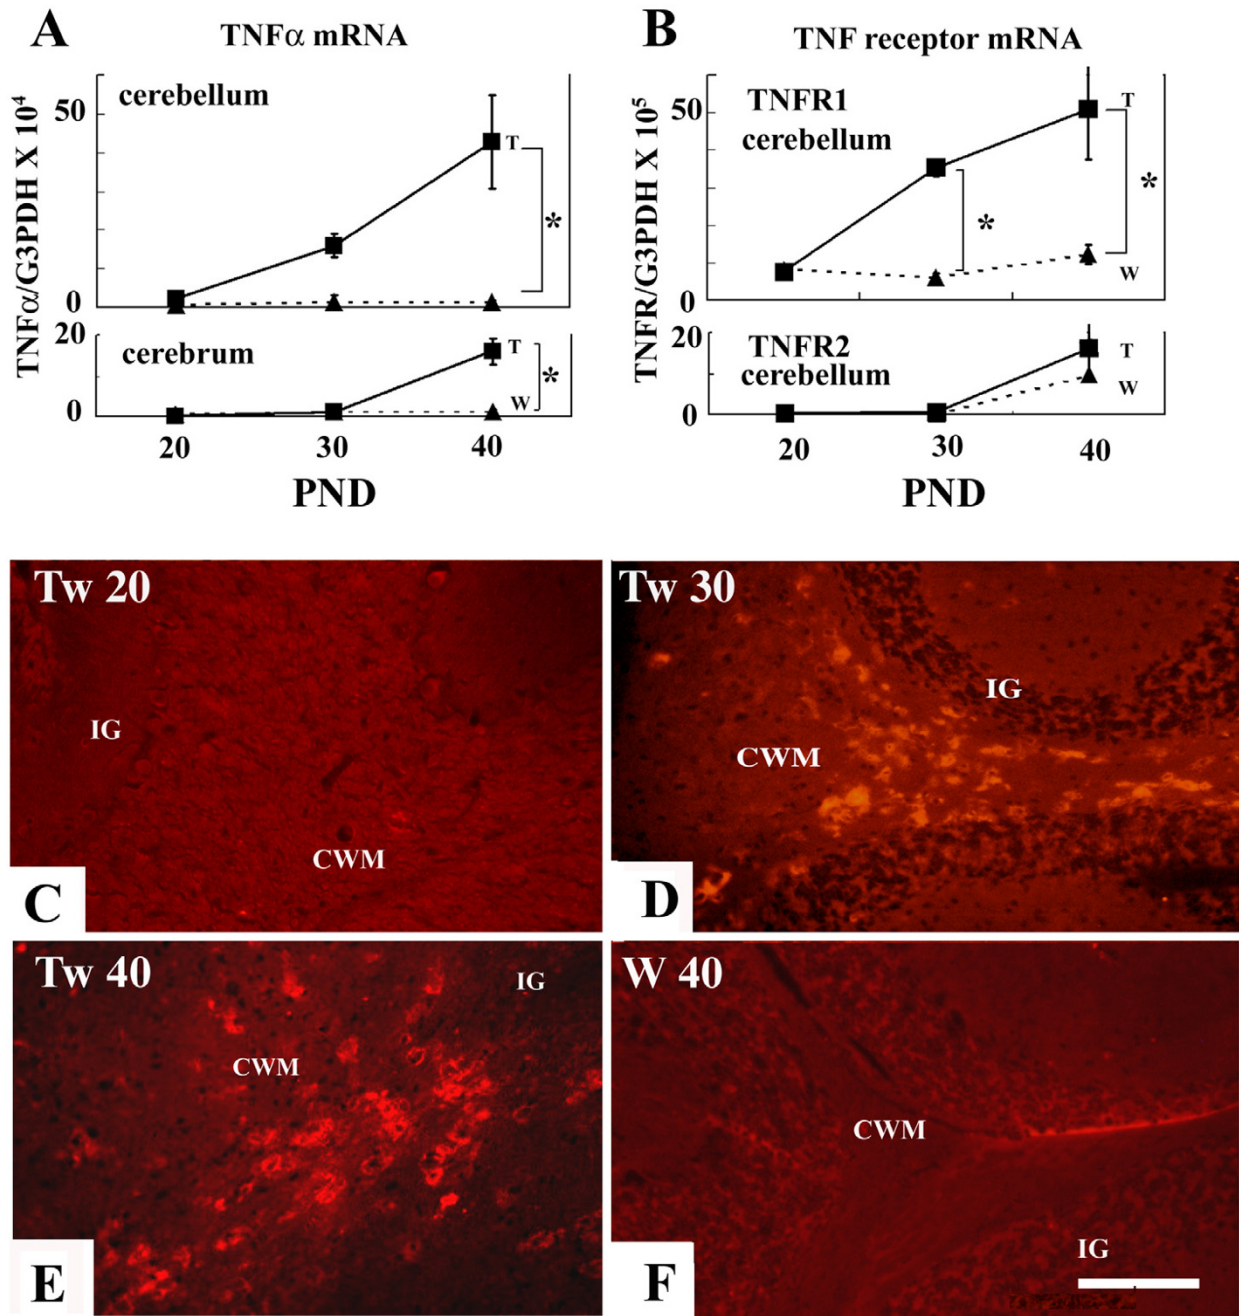 A TNFα mRNA
TNFα/G3PDH X 10⁴
cerebellum
50
0
T
*
cerebrum
20
0
T
W
*
20 30 40
PND
B TNF receptor mRNA
TNFR/G3PDH X 10⁵
TNFR1
cerebellum
50
0
T
W
*
*
TNFR2
cerebellum
20
0
T
W
20 30 40
PND
Tw 20
IG
CWM
C
Tw 30
IG
CWM
D
Tw 40
IG
CWM
E
W 40
CWM
IG
F